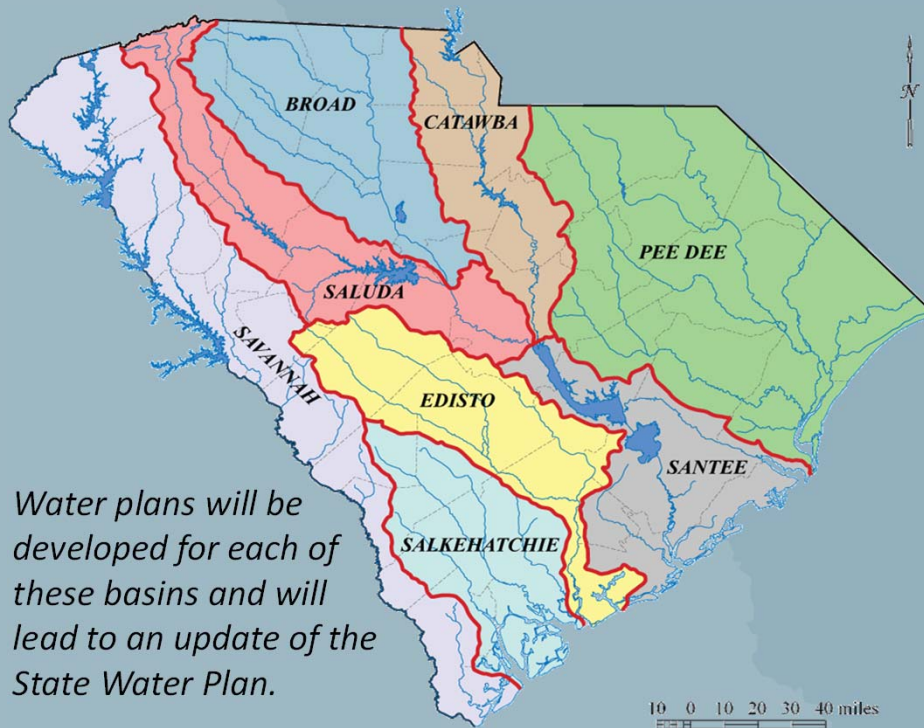 N
BROAD
CATAWBA
PEE DEE
SALUDA
SAVANNAH
EDISTO
SANTEE
SALKEHATCHIE
Water plans will be
developed for each of
these basins and will
lead to an update of the
State Water Plan.
10 0 10 20 30 40 miles